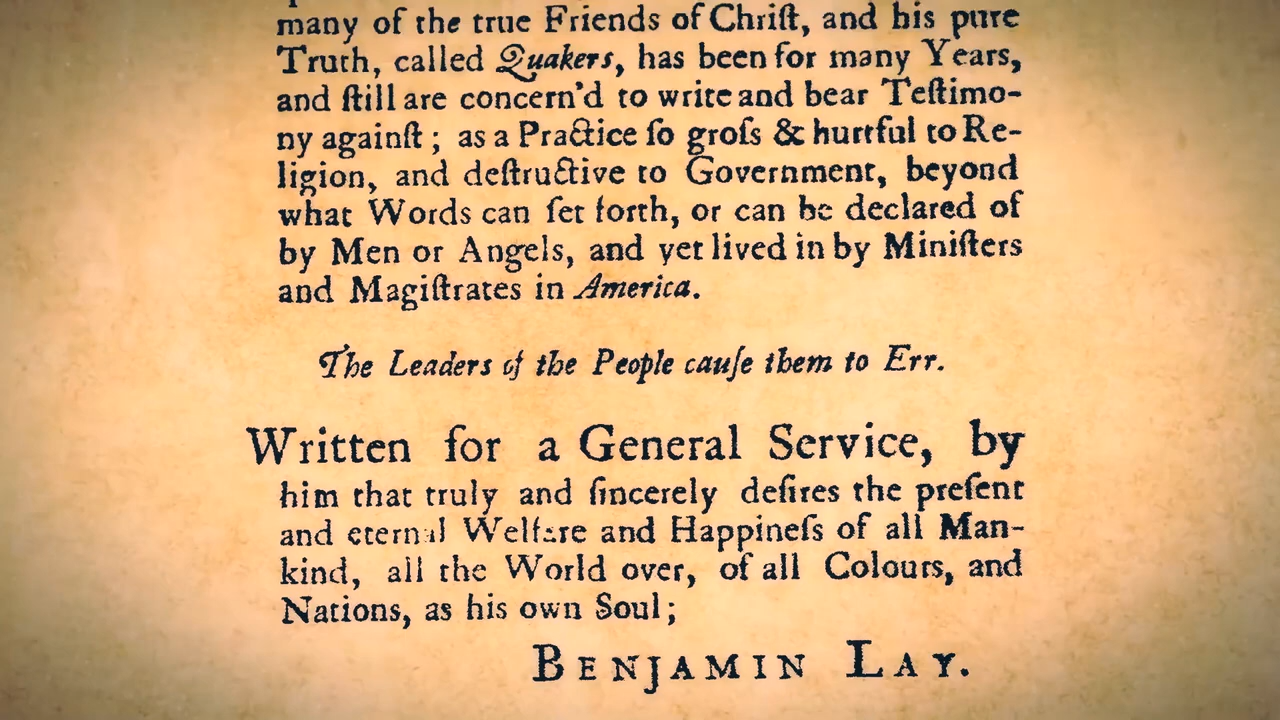 many of the true Friends of Chriſt, and his pure
Truth, called Quakers, has been for many Years,
and ſtill are concern'd to write and bear Teſtimo-
ny againſt; as a Practice ſo groſs & hurtful to Re-
ligion, and deſtructive to Government, beyond
what Words can ſet forth, or can be declared of
by Men or Angels, and yet lived in by Miniſters
and Magiſtrates in America.
The Leaders of the People cauſe them to Err.
Written for a General Service, by
him that truly and ſincerely deſires the preſent
and eternal Welfare and Happineſs of all Man-
kind, all the World over, of all Colours, and
Nations, as his own Soul;
BENJAMIN LAY.